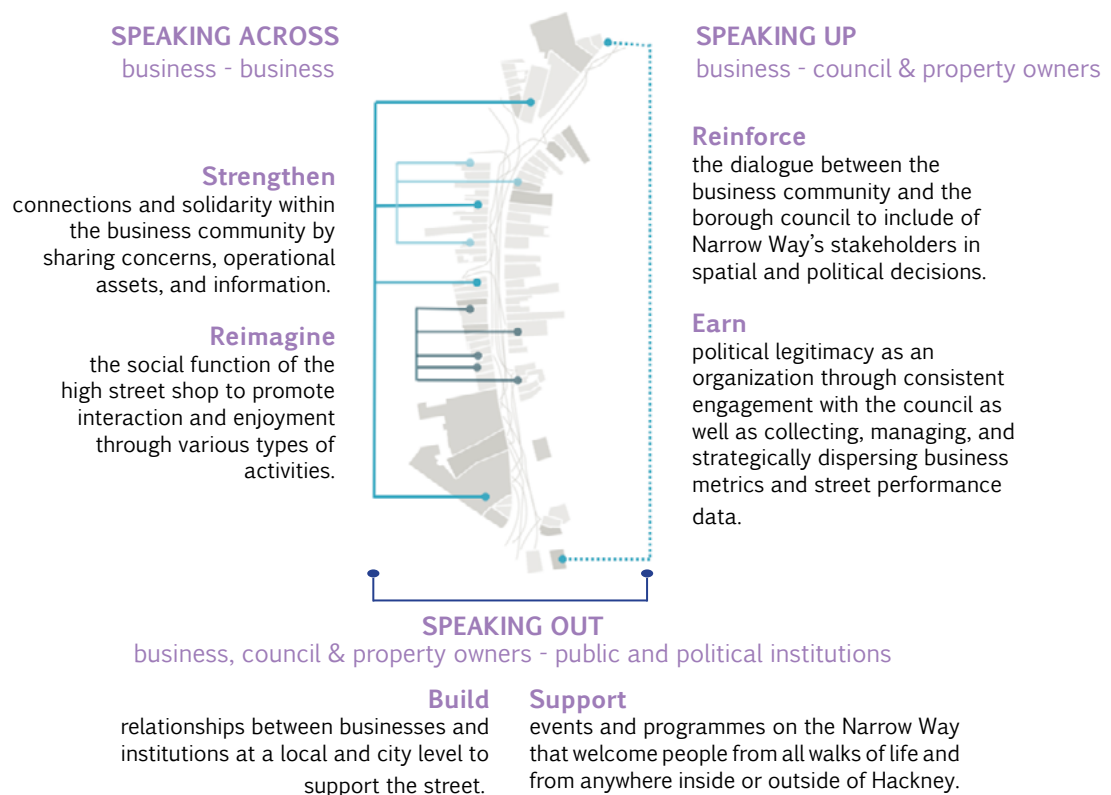 SPEAKING ACROSS
business - business
Strengthen
connections and solidarity within
the business community by
sharing concerns, operational
assets, and information.
Reimagine
the social function of the
high street shop to promote
interaction and enjoyment
through various types of
activities.
SPEAKING UP
business - council & property owners
Reinforce
the dialogue between the
business community and the
borough council to include of
Narrow Way’s stakeholders in
spatial and political decisions.
Earn
political legitimacy as an
organization through consistent
engagement with the council as
well as collecting, managing, and
strategically dispersing business
metrics and street performance
data.
SPEAKING OUT
business, council & property owners - public and political institutions
Build
relationships between businesses and
institutions at a local and city level to
support the street.
Support
events and programmes on the Narrow Way
that welcome people from all walks of life and
from anywhere inside or outside of Hackney.